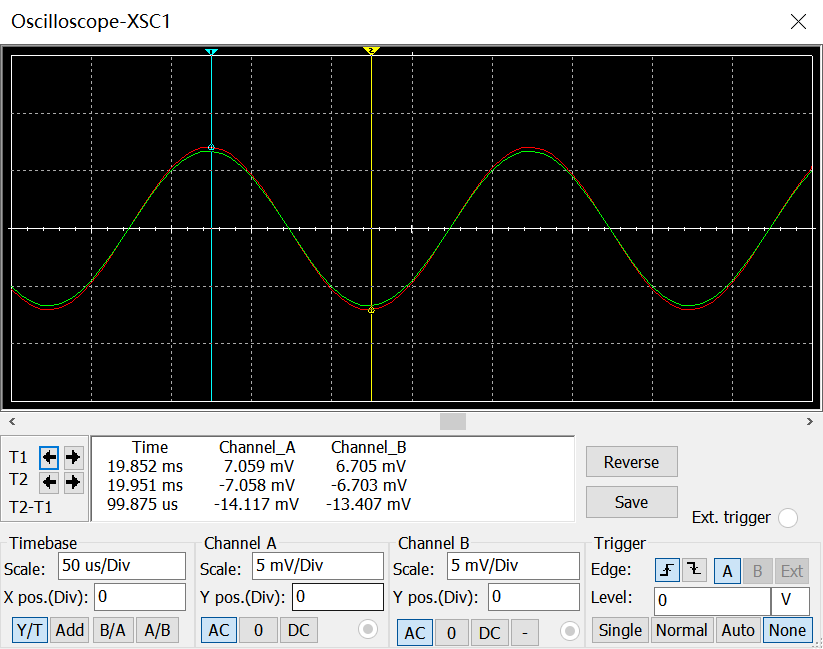 Oscilloscope-XSC1
1 2
Time Channel_A Channel_B
T1 19.852 ms 7.059 mV 6.705 mV
T2 19.951 ms -7.058 mV -6.703 mV
T2-T1 99.875 us -14.117 mV -13.407 mV
Reverse
Save
Ext. trigger
Timebase Channel A Channel B Trigger
Scale: 50 us/Div Scale: 5 mV/Div Scale: 5 mV/Div Edge: A B Ext
X pos.(Div): 0 Y pos.(Div): 0 Y pos.(Div): 0 Level: 0 V
Y/T Add B/A A/B AC 0 DC AC 0 DC - Single Normal Auto None